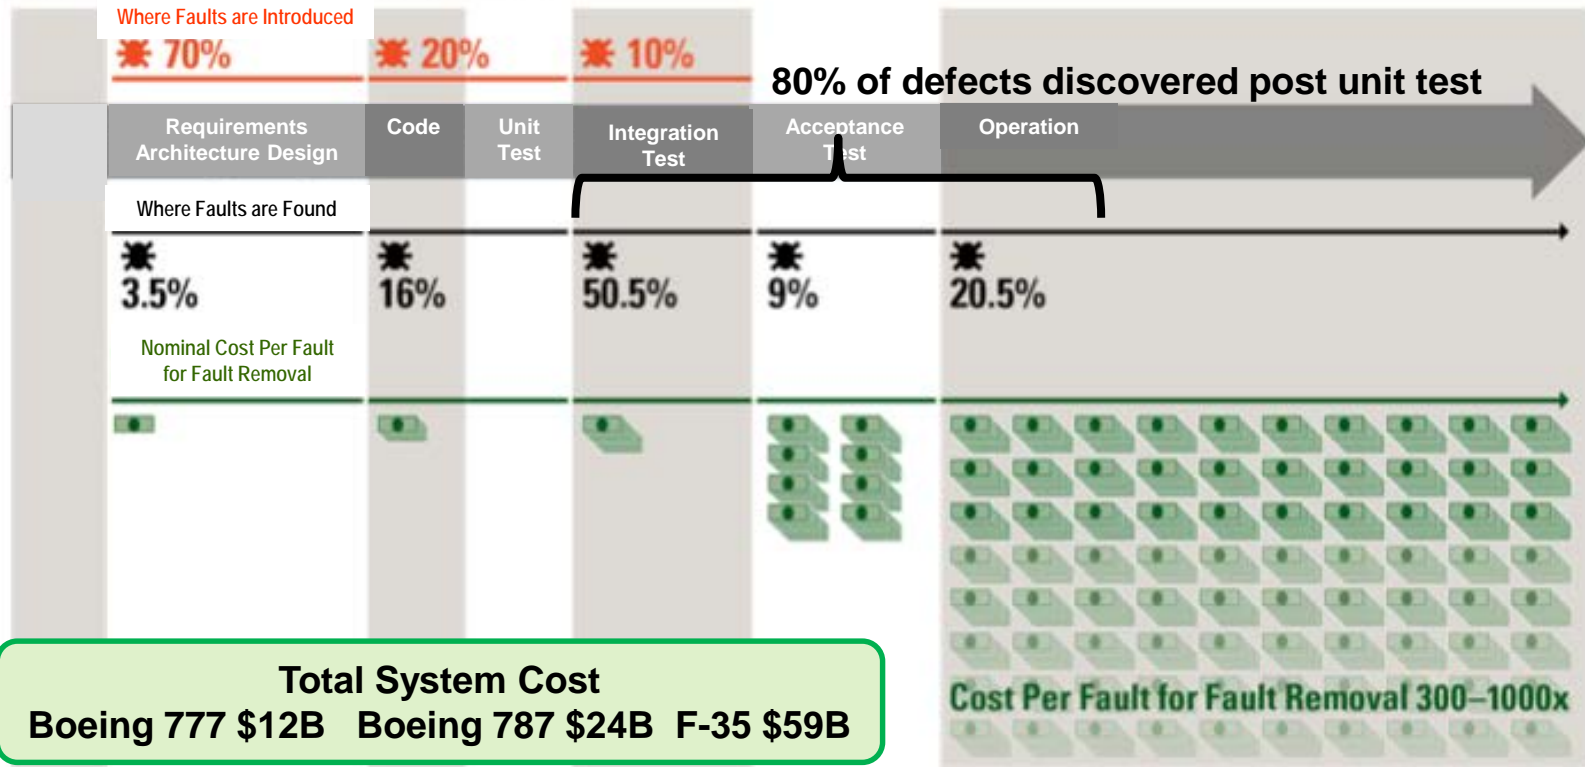 Where Faults are Introduced
70%
20%
10%
80% of defects discovered post unit test
Requirements
Architecture Design
Code
Unit
Test
Integration
Test
Acceptance
Test
Operation
Where Faults are Found
3.5%
16%
50.5%
9%
20.5%
Nominal Cost Per Fault
for Fault Removal
Total System Cost
Boeing 777 $12B Boeing 787 $24B F-35 $59B
Cost Per Fault for Fault Removal 300–1000x